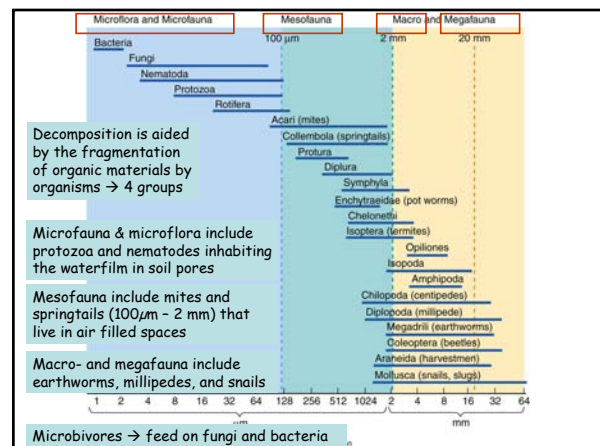 Microflora and Microfauna
Mesofauna
Macro and Megafauna
100 µm
2 mm
20 mm
Bacteria
Fungi
Nematoda
Protozoa
Rotifera
Acari (mites)
Collembola (springtails)
Protura
Diplura
Symphyla
Enchytraeidae (pot worms)
Chelonethi
Isoptera (termites)
Opiliones
Isopoda
Amphipoda
Chilopoda (centipedes)
Diplopoda (millipede)
Megadrili (earthworms)
Coleoptera (beetles)
Araneida (harvestmen)
Mollusca (snails, slugs)
Decomposition is aided
by the fragmentation
of organic materials by
organisms → 4 groups
Microfauna & microflora include
protozoa and nematodes inhabiting
the waterfilm in soil pores
Mesofauna include mites and
springtails (100µm – 2 mm) that
live in air filled spaces
Macro- and megafauna include
earthworms, millipedes, and snails
1 2 4 8 16 32 64 128 256 512 1024 2 4 8 16 32 64
µm
mm
Microbivores → feed on fungi and bacteria